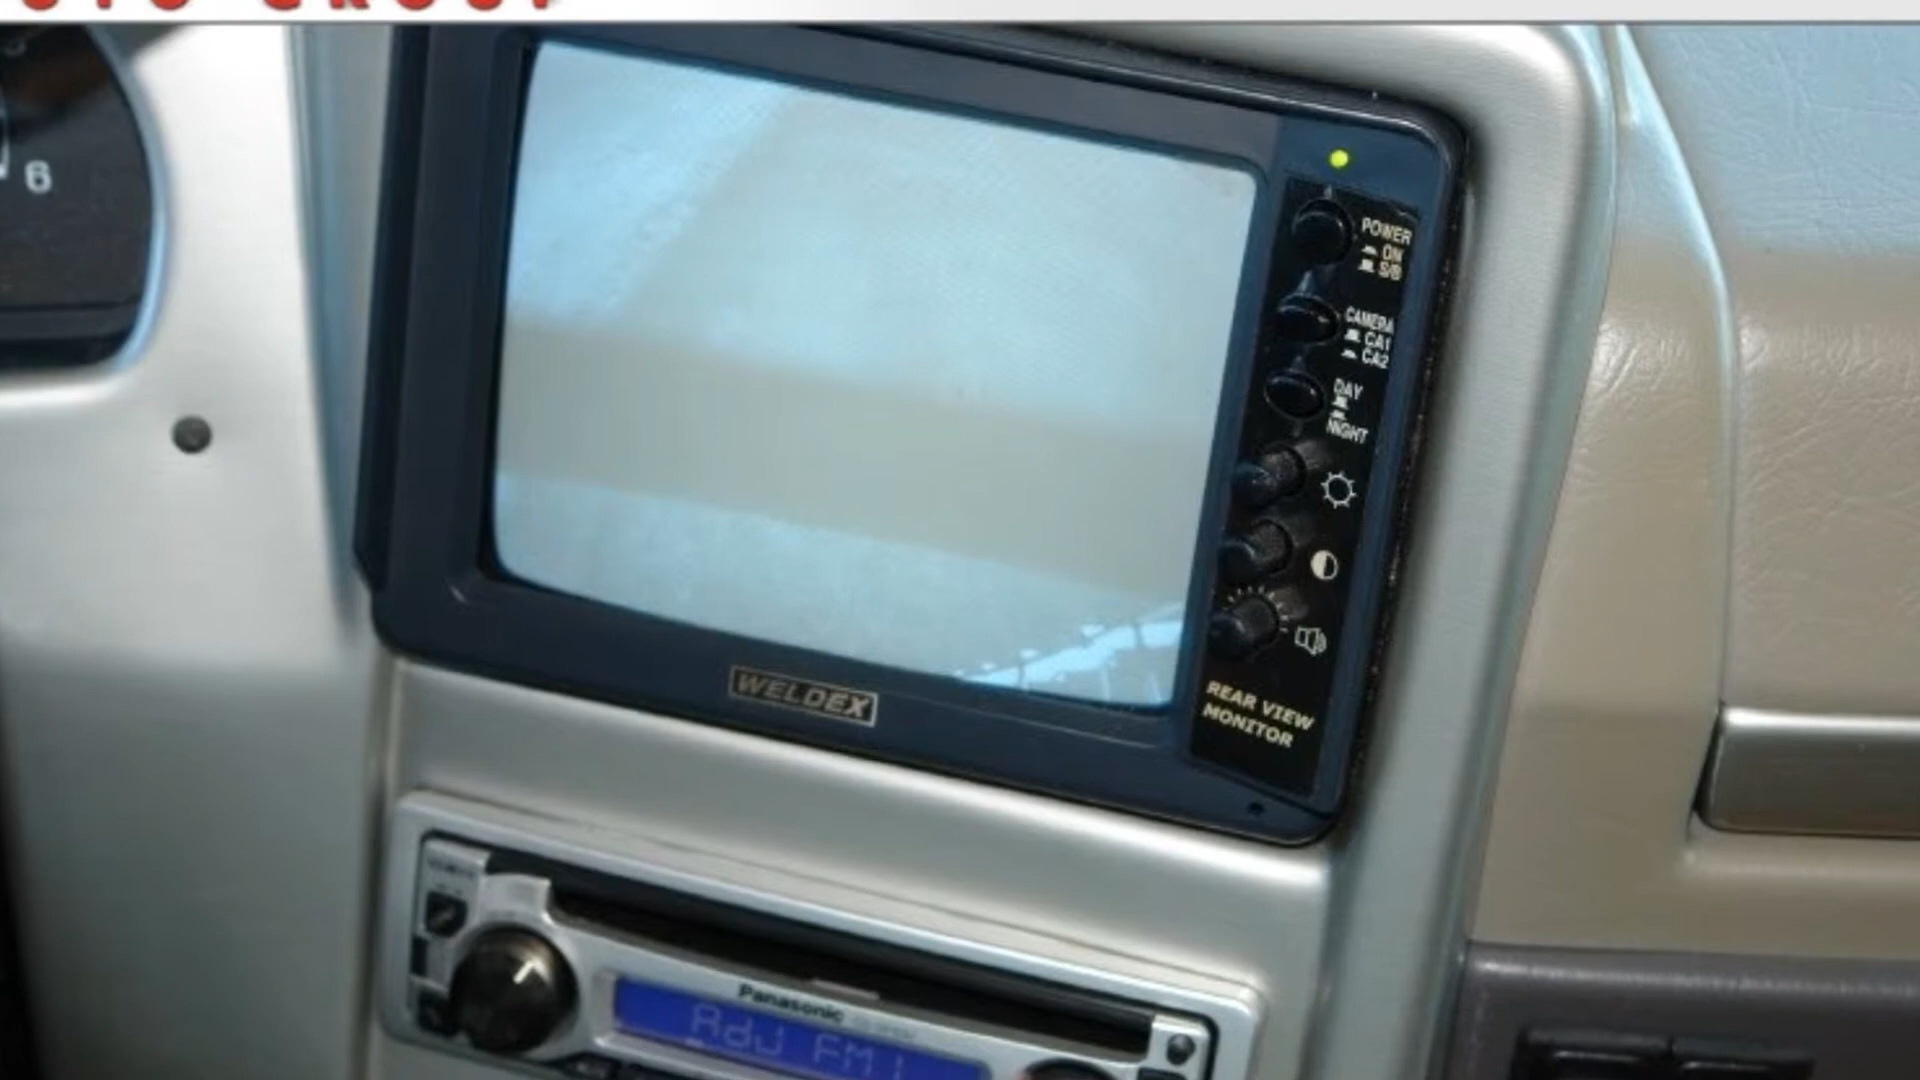 6
POWER
ON
S/B
CAMERA
CA1
CA2
DAY
NIGHT
REAR VIEW
MONITOR
WELDEX
Panasonic
AdJ FM1